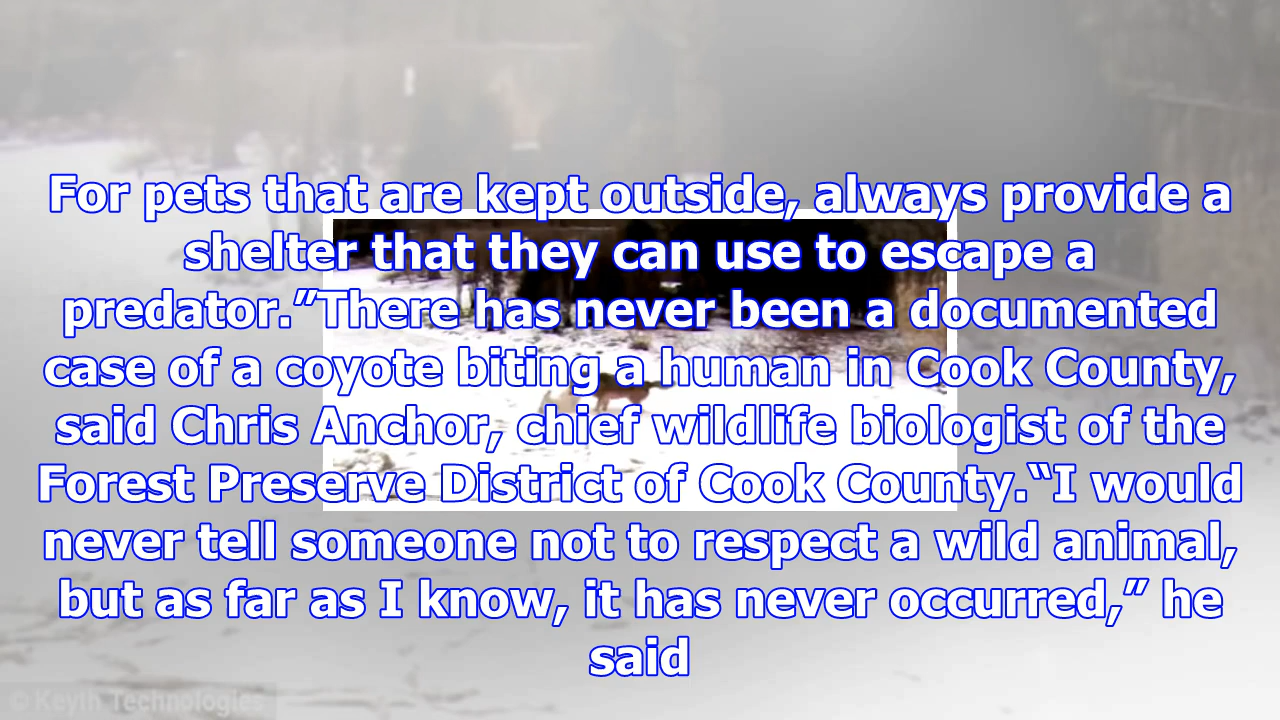 For pets that are kept outside, always provide a
shelter that they can use to escape a
predator.”There has never been a documented
case of a coyote biting a human in Cook County,
said Chris Anchor, chief wildlife biologist of the
Forest Preserve District of Cook County.“I would
never tell someone not to respect a wild animal,
but as far as I know, it has never occurred,” he
said
© Keyth Technologies